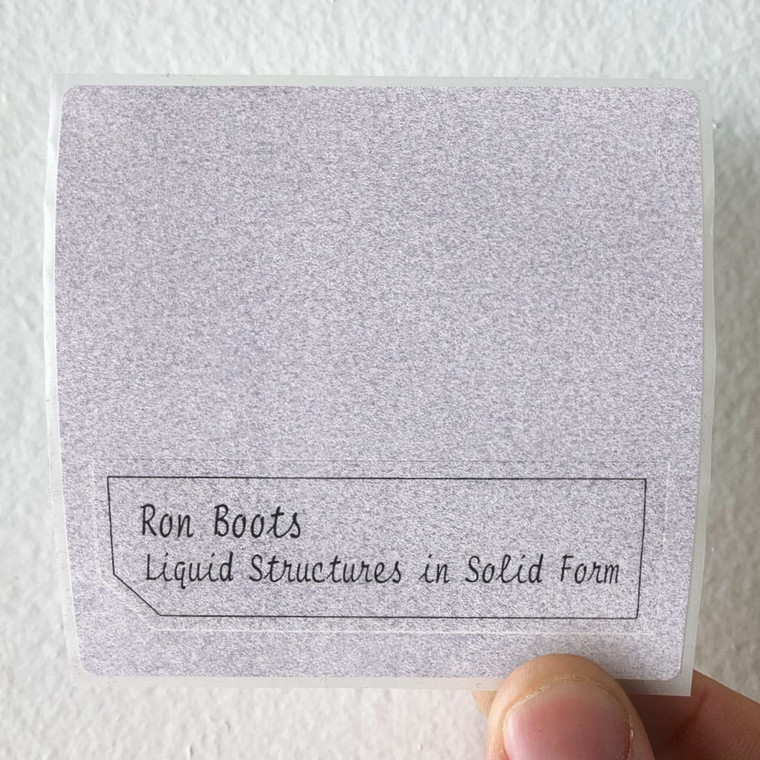 Ron Boots
Liquid Structures in Solid Form